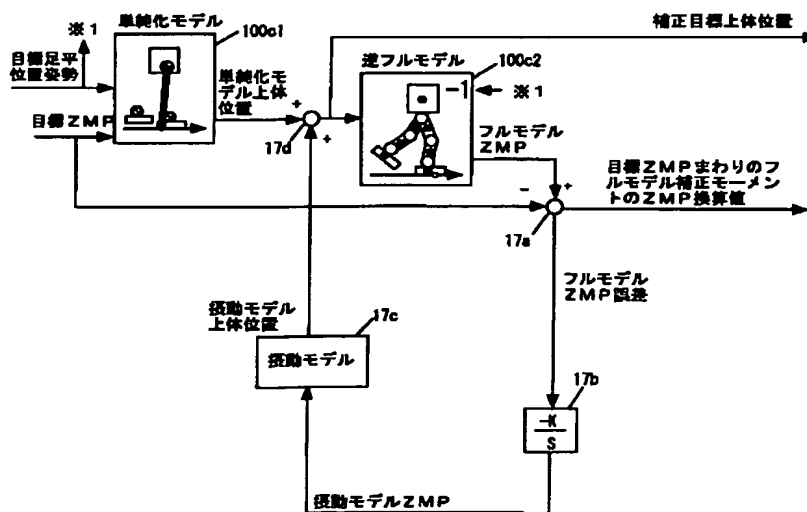 単純化モデル
100c1
※1
目標足平
位置姿勢
目標ZMP
単純化モ
デル上体
位置
+
+
17d
補正目標上体位置
逆フルモデル
100c2
-1
※1
フルモデル
ZMP
-
+
17a
目標ZMPまわりのフ
ルモデル補正モーメン
トのZMP換算値
フルモデル
ZMP誤差
摂動モデル
上体位置
17c
摂動モデル
17b
-K
S
摂動モデルZMP